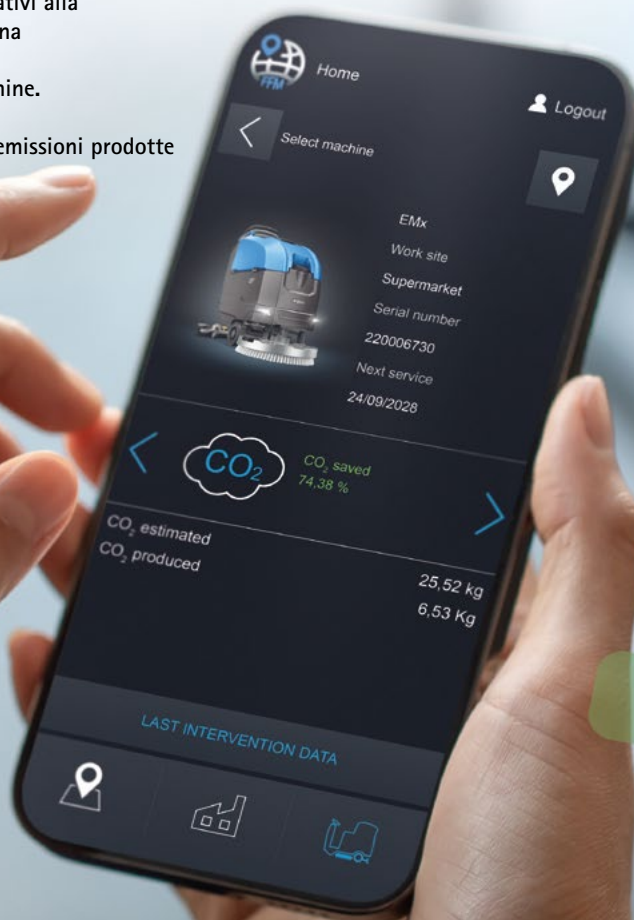 ativi alla
na
hine.
emissioni prodotte
FFM
Home
Logout
Select machine
EMx
Work site
Supermarket
Serial number
220006730
Next service
24/09/2028
CO₂
CO₂ saved
74,38 %
CO₂ estimated
25,52 kg
CO₂ produced
6,53 Kg
LAST INTERVENTION DATA